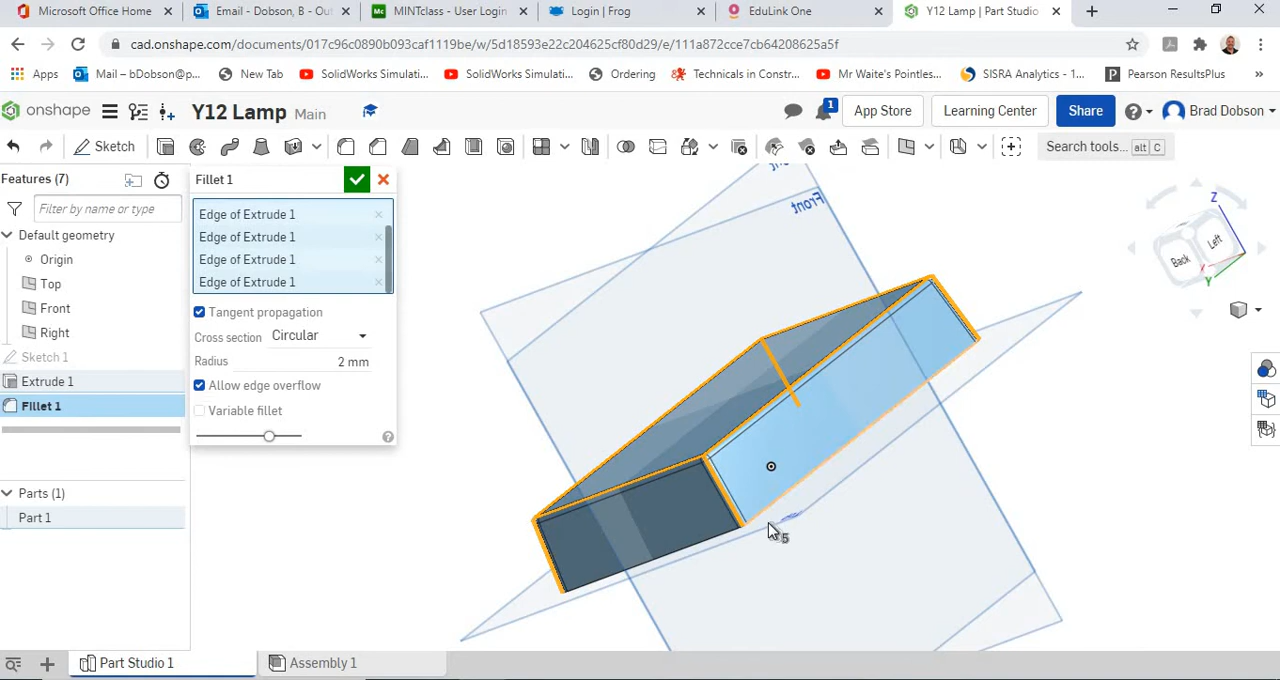 Microsoft Office Home
Email - Dobson, B - Ou
MINTclass - User Login
Login | Frog
EduLink One
Y12 Lamp | Part Studio
cad.onshape.com/documents/017c96c0890b093caf1119be/w/5d18593e22c204625cf80d29/e/111a872cce7cb64208625a5f
Apps
Mail – bDobson@p...
New Tab
SolidWorks Simulati...
SolidWorks Simulati...
Ordering
Technicals in Constr...
Mr Waite's Pointles...
SISRA Analytics - 1...
Pearson ResultsPlus
»
onshape
Y12 Lamp Main
1
App Store
Learning Center
Share
Brad Dobson
Sketch
Search tools... alt C
Features (7)
Filter by name or type
Default geometry
Origin
Top
Front
Right
Sketch 1
Extrude 1
Fillet 1
Parts (1)
Part 1
Fillet 1
Edge of Extrude 1
Edge of Extrude 1
Edge of Extrude 1
Edge of Extrude 1
Tangent propagation
Cross section Circular
Radius 2 mm
Allow edge overflow
Variable fillet
Front
Front
5
Z
Back
Left
X
Y
Part Studio 1
Assembly 1